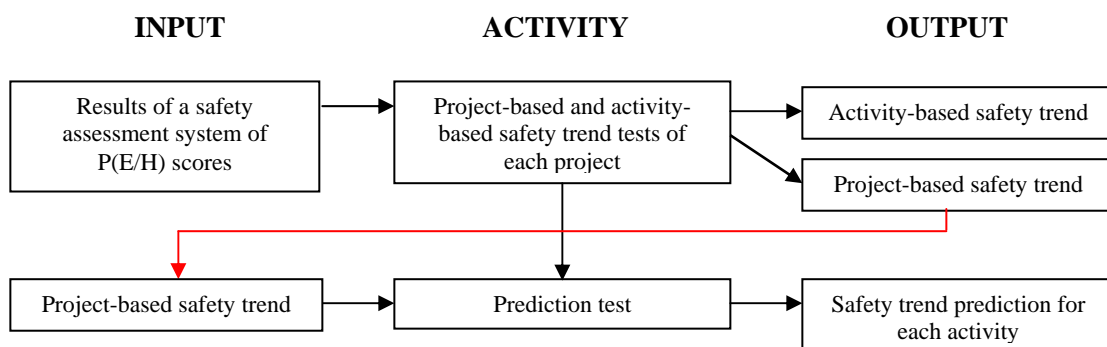 INPUT
ACTIVITY
OUTPUT
Results of a safety
assessment system of
P(E/H) scores
Project-based and activity-
based safety trend tests of
each project
Activity-based safety trend
Project-based safety trend
Project-based safety trend
Prediction test
Safety trend prediction for
each activity